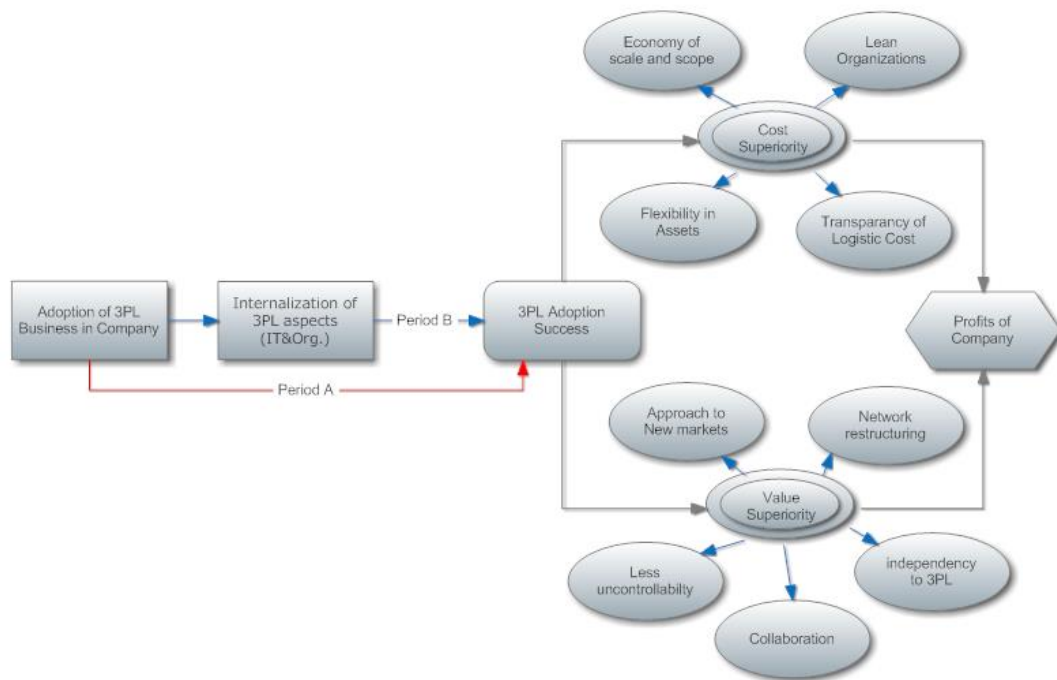 Economy of
scale and scope
Lean
Organizations
Cost
Superiority
Flexibility in
Assets
Transparancy of
Logistic Cost
Adoption of 3PL
Business in Company
Internalization of
3PL aspects
(IT&Org.)
Period B
3PL Adoption
Success
Profits of
Company
Period A
Approach to
New markets
Network
restructuring
Value
Superiority
Less
uncontrollabilty
independency
to 3PL
Collaboration